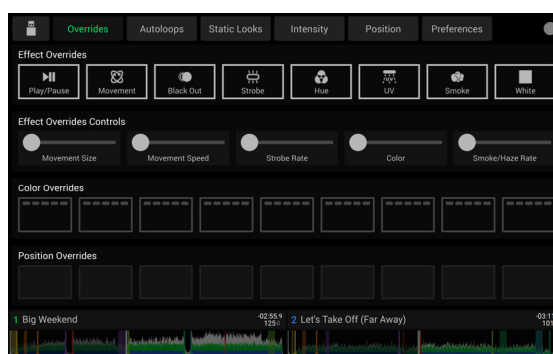 Overrides Autoloops Static Looks Intensity Position Preferences
Effect Overrides
Play/Pause Movement Black Out Strobe Hue UV Smoke White
Effect Overrides Controls
Movement Size Movement Speed Strobe Rate Color Smoke/Haze Rate
Color Overrides
Position Overrides
1 Big Weekend -02:55.9 2 Let's Take Off (Far Away)